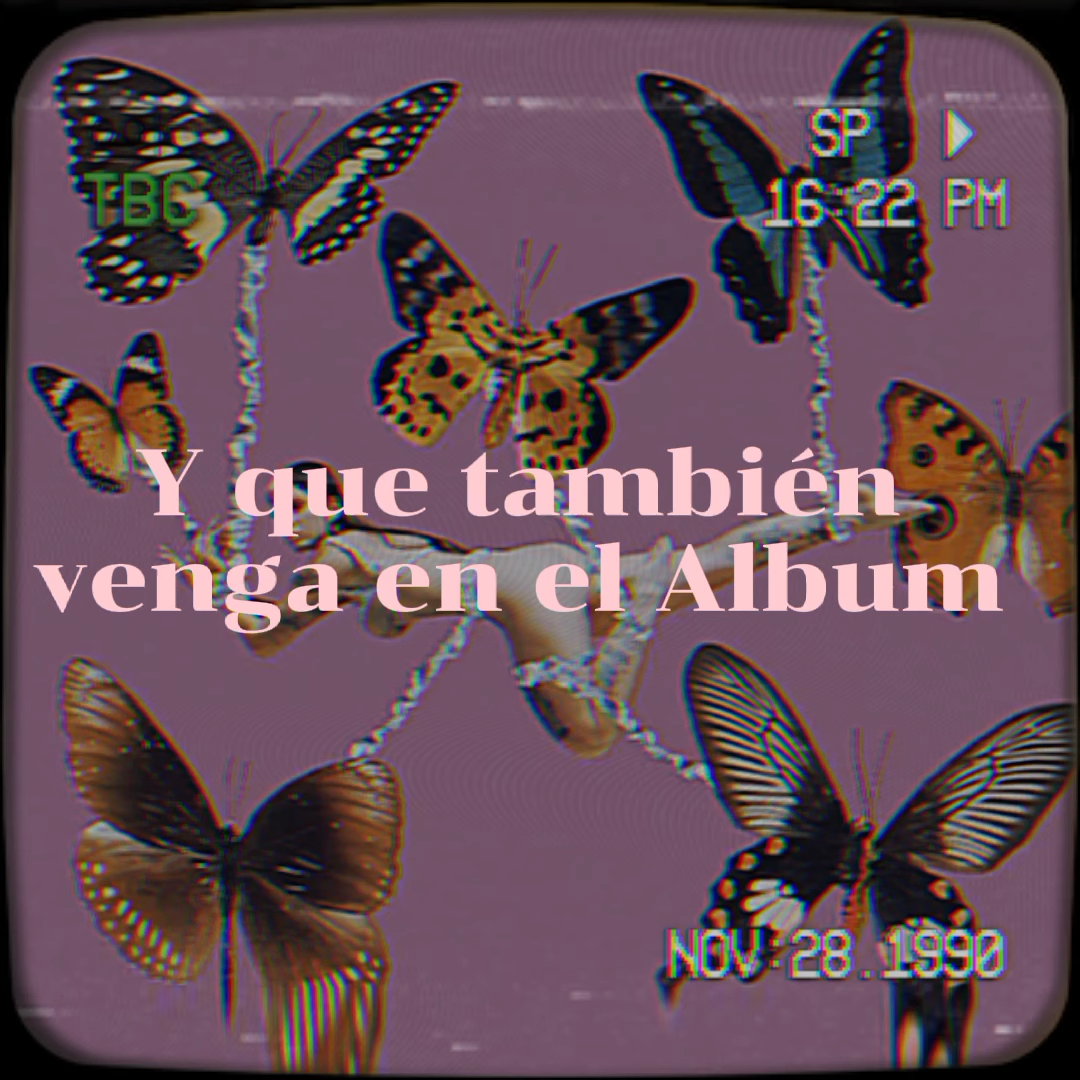 SP
TBC
16:22 PM
Y que también
venga en el Album
NOV.28.1990